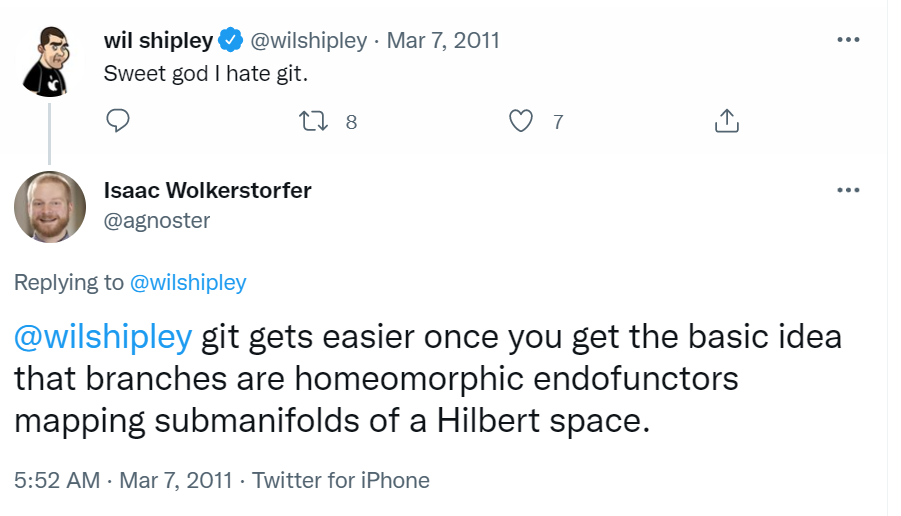 wil shipley @wilshipley · Mar 7, 2011
Sweet god I hate git.
8 7
Isaac Wolkerstorfer
@agnoster
Replying to @wilshipley
@wilshipley git gets easier once you get the basic idea
that branches are homeomorphic endofunctors
mapping submanifolds of a Hilbert space.
5:52 AM · Mar 7, 2011 · Twitter for iPhone